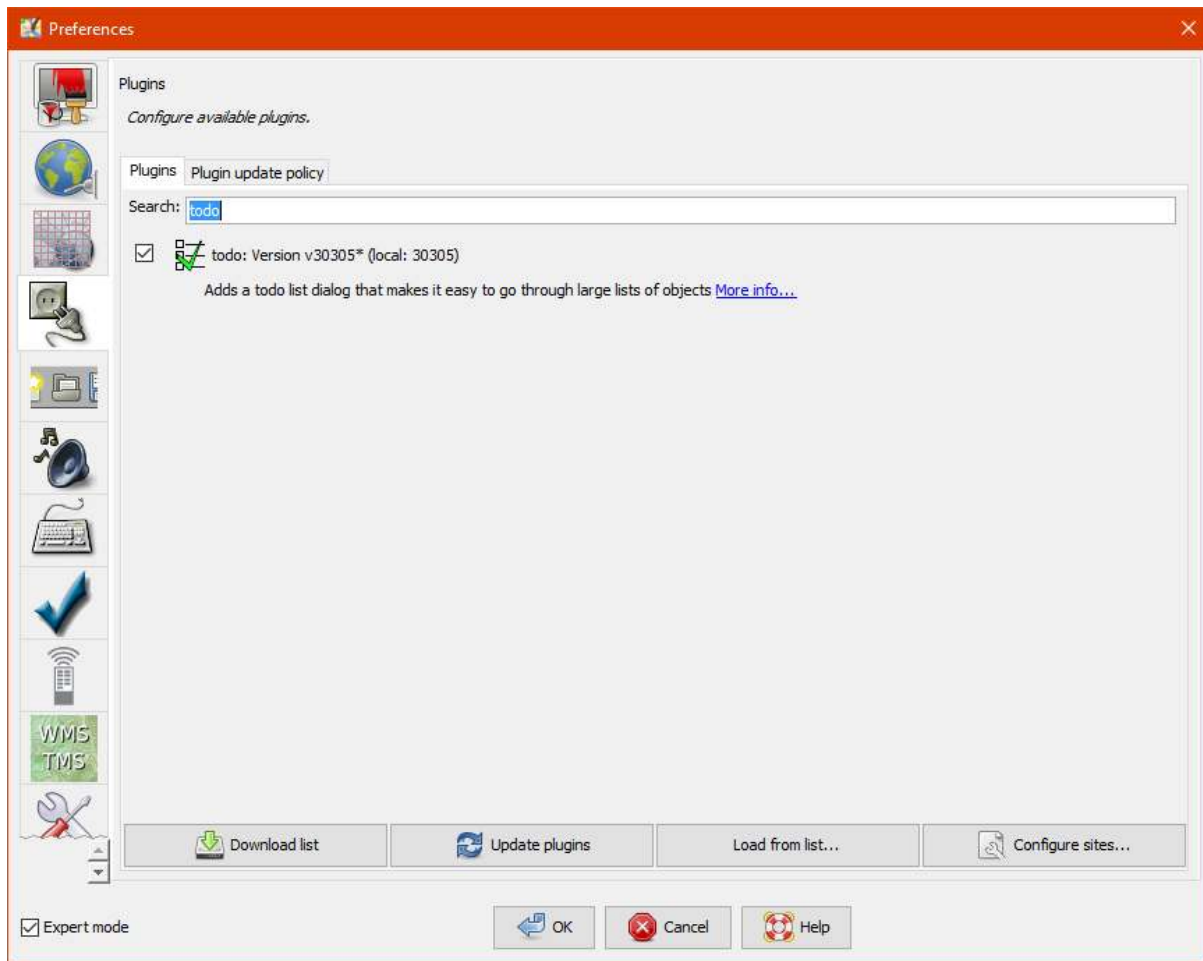 Preferences
Plugins
Configure available plugins.
Plugins Plugin update policy
Search: todo
todo: Version v30305* (local: 30305)
Adds a todo list dialog that makes it easy to go through large lists of objects More info...
WMS
TMS
Download list Update plugins Load from list... Configure sites...
Expert mode OK Cancel Help